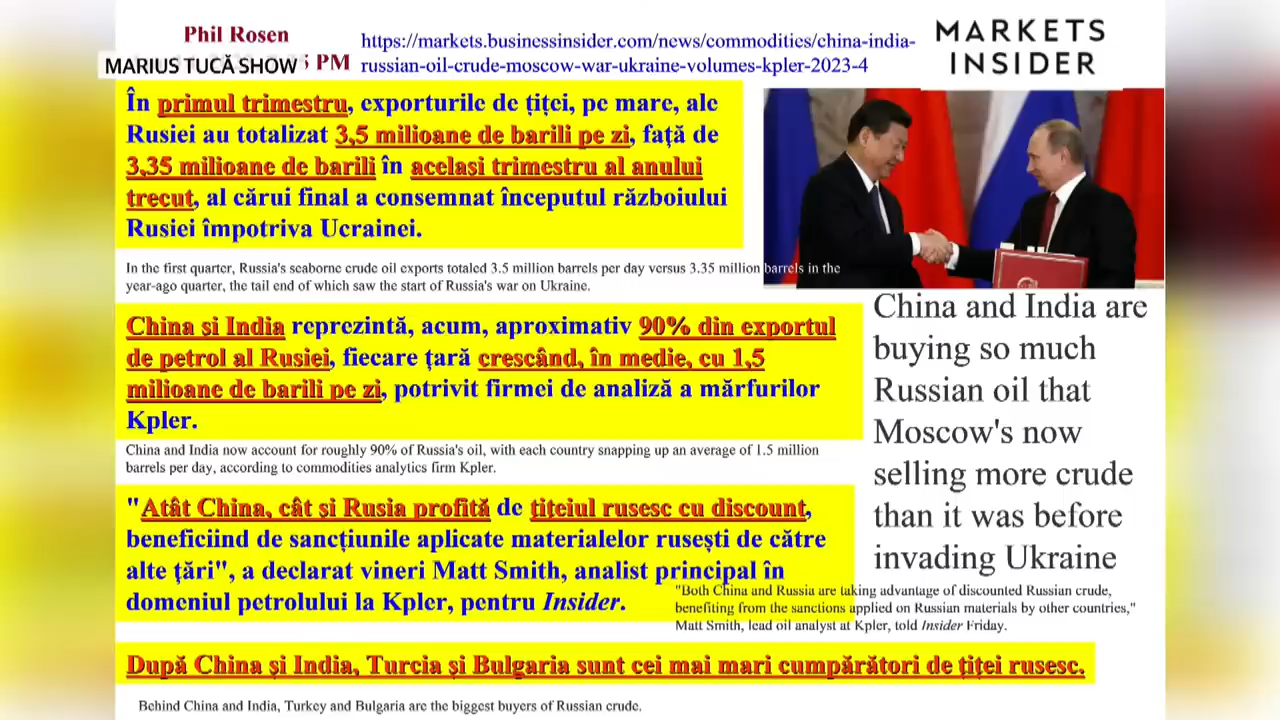 Phil Rosen
MARIUS TUCĂ SHOW
PM
https://markets.businessinsider.com/news/commodities/china-india-
russian-oil-crude-moscow-war-ukraine-volumes-kpler-2023-4
MARKETS
INSIDER
În primul trimestru, exporturile de țiței, pe mare, ale
Rusiei au totalizat 3,5 milioane de barili pe zi, față de
3,35 milioane de barili în același trimestru al anului
trecut, al cărui final a consemnat începutul războiului
Rusiei împotriva Ucrainei.
In the first quarter, Russia's seaborne crude oil exports totaled 3.5 million barrels per day versus 3.35 million barrels in the
year-ago quarter, the tail end of which saw the start of Russia's war on Ukraine.
China și India reprezintă, acum, aproximativ 90% din exportul
de petrol al Rusiei, fiecare țară crescând, în medie, cu 1,5
milioane de barili pe zi, potrivit firmei de analiză a mărfurilor
Kpler.
China and India now account for roughly 90% of Russia's oil, with each country snapping up an average of 1.5 million
barrels per day, according to commodities analytics firm Kpler.
"Atât China, cât și Rusia profită de țițeiul rusesc cu discount,
beneficiind de sancțiunile aplicate materialelor rusești de către
alte țări", a declarat vineri Matt Smith, analist principal în
domeniul petrolului la Kpler, pentru Insider.
China and India are
buying so much
Russian oil that
Moscow's now
selling more crude
than it was before
invading Ukraine
"Both China and Russia are taking advantage of discounted Russian crude,
benefiting from the sanctions applied on Russian materials by other countries,"
Matt Smith, lead oil analyst at Kpler, told Insider Friday.
După China și India, Turcia și Bulgaria sunt cei mai mari cumpărători de țiței rusesc.
Behind China and India, Turkey and Bulgaria are the biggest buyers of Russian crude.